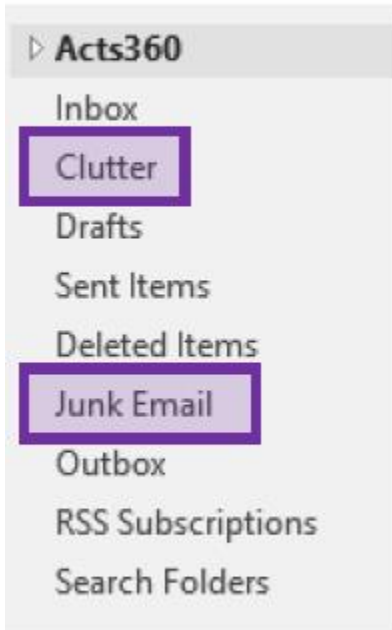 Acts360
Inbox
Clutter
Drafts
Sent Items
Deleted Items
Junk Email
Outbox
RSS Subscriptions
Search Folders